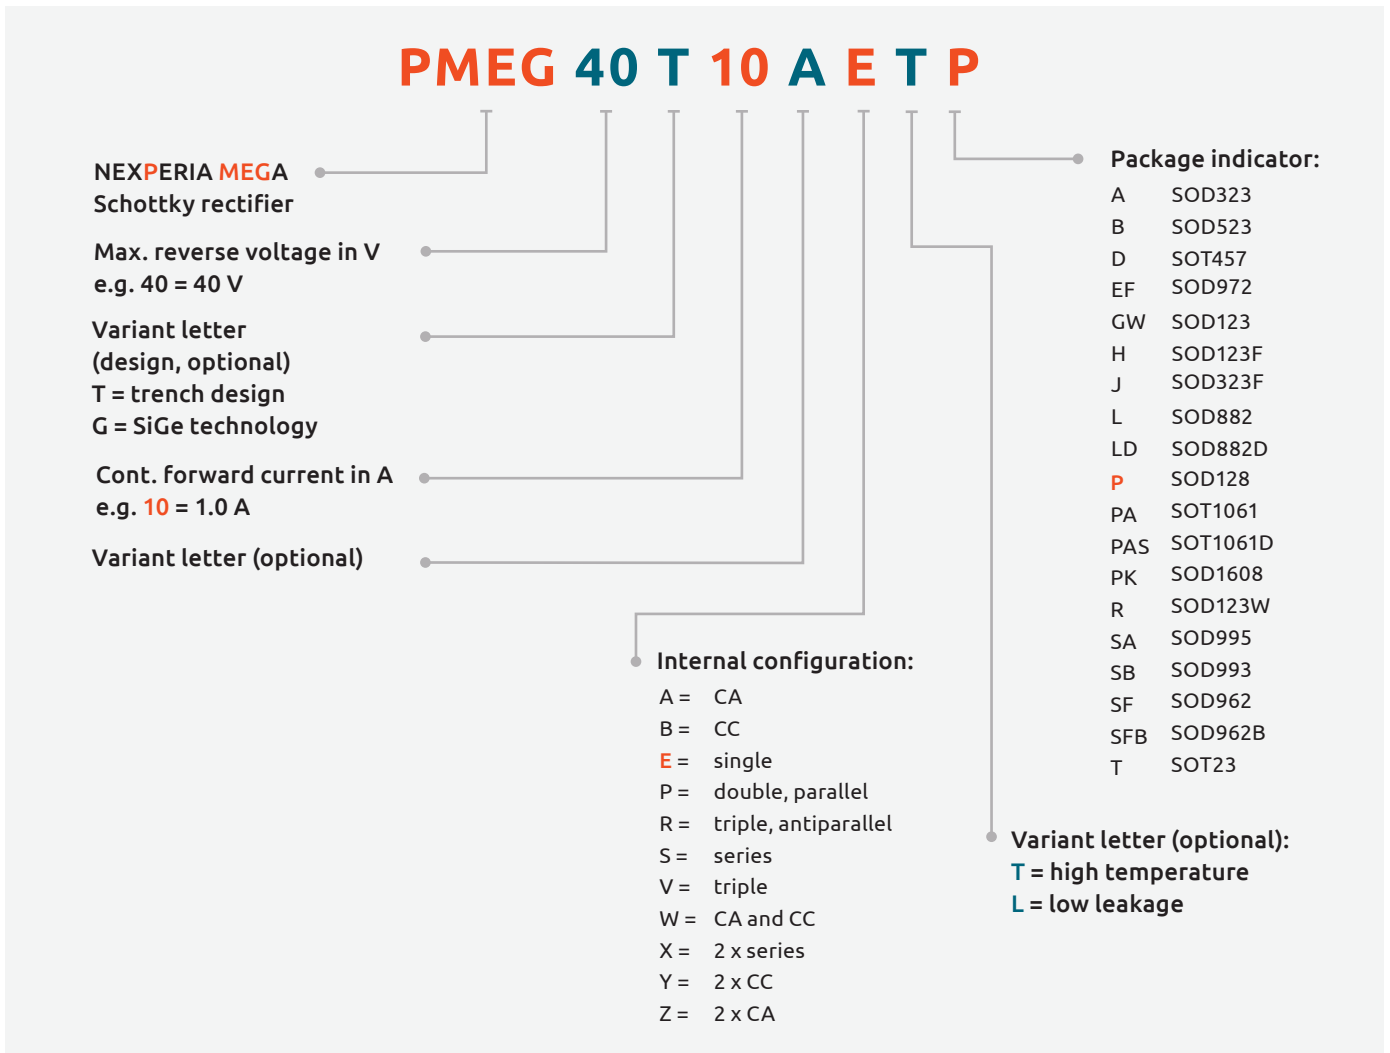 PMEG 40 T 10 A E T P
NEXPERIA MEGA
Schottky rectifier
Max. reverse voltage in V
e.g. 40 = 40 V
Variant letter
(design, optional)
T = trench design
G = SiGe technology
Cont. forward current in A
e.g. 10 = 1.0 A
Variant letter (optional)
Internal configuration:
A = CA
B = CC
E = single
P = double, parallel
R = triple, antiparallel
S = series
V = triple
W = CA and CC
X = 2 x series
Y = 2 x CC
Z = 2 x CA
Package indicator:
A SOD323
B SOD523
D SOT457
EF SOD972
GW SOD123
H SOD123F
J SOD323F
L SOD882
LD SOD882D
P SOD128
PA SOT1061
PAS SOT1061D
PK SOD1608
R SOD123W
SA SOD995
SB SOD993
SF SOD962
SFB SOD962B
T SOT23
Variant letter (optional):
T = high temperature
L = low leakage